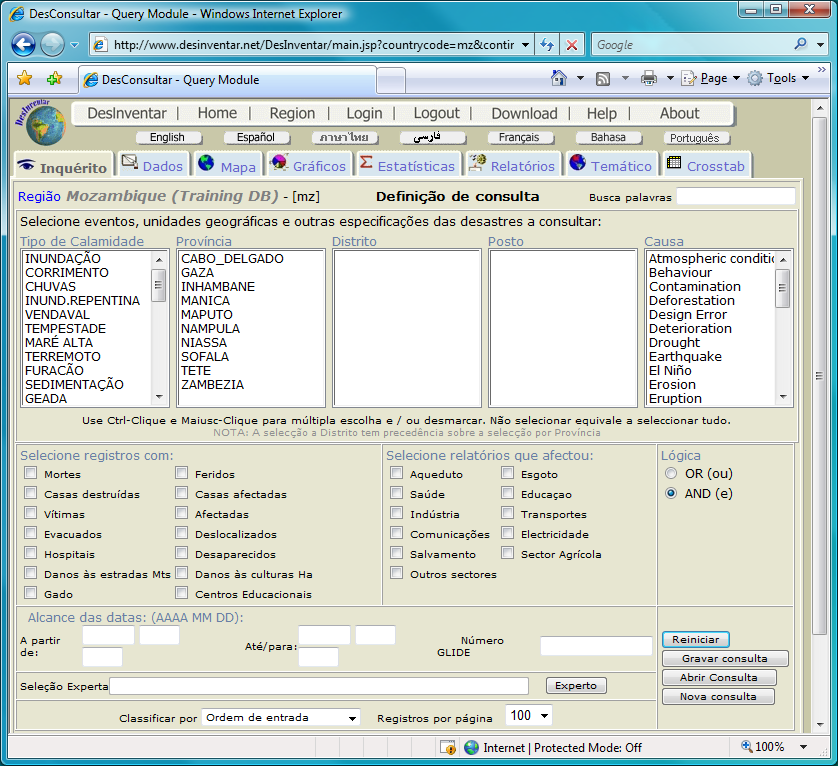 DesConsultar - Query Module - Windows Internet Explorer
http://www.desinventar.net/DesInventar/main.jsp?countrycode=mz&contin
Google
DesConsultar - Query Module
Page
Tools
DesInventar
DesInventar | Home | Region | Login | Logout | Download | Help | About
English Español ภาษาไทย فارسی Français Bahasa Português
Inquérito Dados Mapa Gráficos Estatísticas Relatórios Temático Crosstab
Região Mozambique (Training DB) - [mz] Definição de consulta Busca palavras
Selecione eventos, unidades geográficas e outras especificações das desastres a consultar:
Tipo de Calamidade Província Distrito Posto Causa
INUNDAÇÃO CABO_DELGADO Atmospheric conditic
CORRIMENTO GAZA Behaviour
CHUVAS INHAMBANE Contamination
INUND.REPENTINA MANICA Deforestation
VENDAVAL MAPUTO Design Error
TEMPESTADE NAMPULA Deterioration
MARÉ ALTA NIASSA Drought
TERREMOTO SOFALA Earthquake
FURACÃO TETE El Niño
SEDIMENTAÇÃO ZAMBEZIA Erosion
GEADA Eruption
Use Ctrl-Clique e Maiusc-Clique para múltipla escolha e / ou desmarcar. Não selecionar equivale a seleccionar tudo.
NOTA: A selecção a Distrito tem precedência sobre a selecção por Província
Selecione registros com: Selecione relatórios que afectou: Lógica
Mortes Feridos Aqueduto Esgoto OR (ou)
Casas destruídas Casas afectadas Saúde Educaçao AND (e)
Vítimas Afectadas Indústria Transportes
Evacuados Deslocalizados Comunicações Electricidade
Hospitais Desaparecidos Salvamento Sector Agrícola
Danos às estradas Mts Danos às culturas Ha Outros sectores
Gado Centros Educacionais
Alcance das datas: (AAAA MM DD):
A partir de: Até/para: Número GLIDE
Reiniciar
Gravar consulta
Abrir Consulta
Nova consulta
Seleção Experta Experto
Classificar por Ordem de entrada Registros por página 100
Internet | Protected Mode: Off 100%